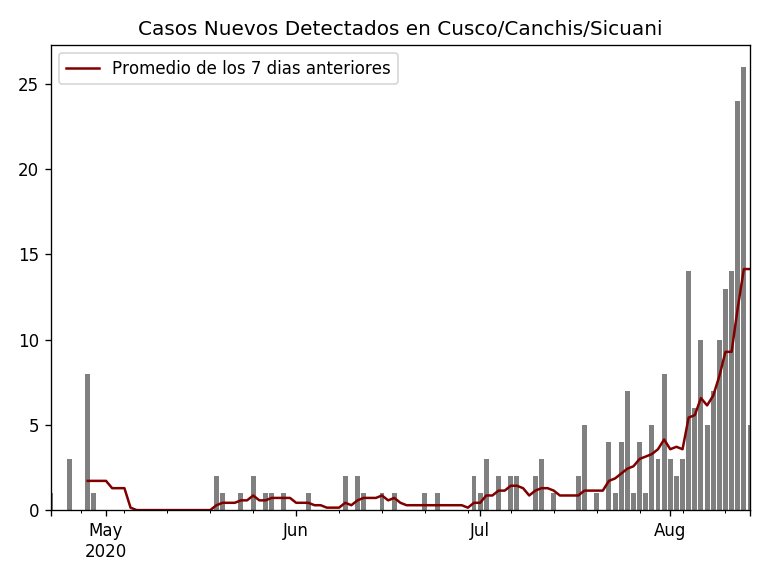 Casos Nuevos Detectados en Cusco/Canchis/Sicuani
Promedio de los 7 dias anteriores
25
20
15
10
5
0
May
2020
Jun
Jul
Aug